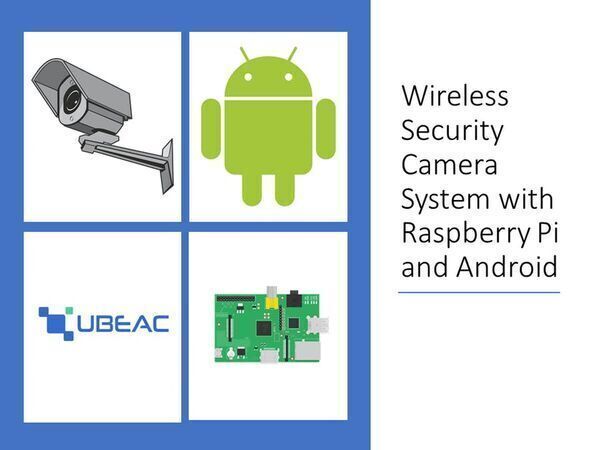 Wireless
Security
Camera
System with
Raspberry Pi
and Android
UBEAC